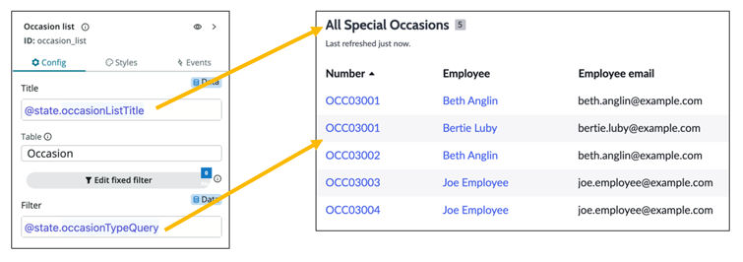 Occasion list
ID: occasion_list
Config Styles Events
Title Data
@state.occasionListTitle
Table
Occasion
Edit fixed filter
Filter Data
@state.occasionTypeQuery
All Special Occasions 5
Last refreshed just now.
Number Employee Employee email
OCC03001 Beth Anglin beth.anglin@example.com
OCC03001 Bertie Luby bertie.luby@example.com
OCC03002 Beth Anglin beth.anglin@example.com
OCC03003 Joe Employee joe.employee@example.com
OCC03004 Joe Employee joe.employee@example.com